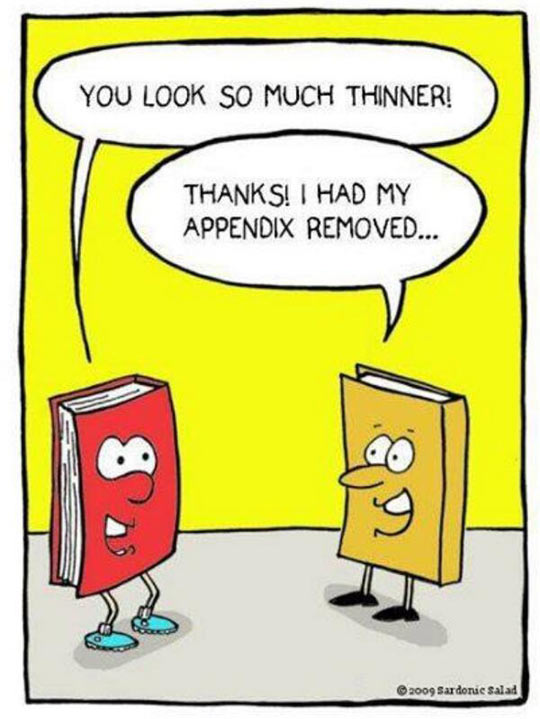 YOU LOOK SO MUCH THINNER!
THANKS! I HAD MY
APPENDIX REMOVED...
© 2009 Sardonic Salad